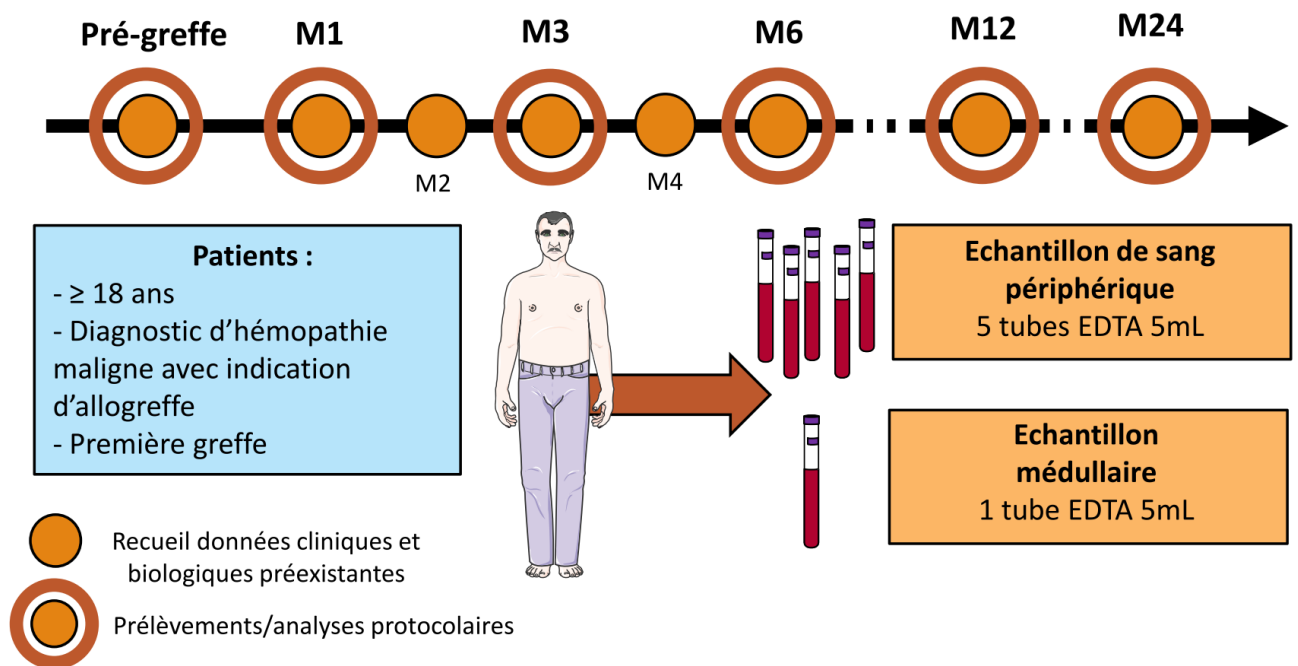 Pré-greffe M1 M3 M6 M12 M24
M2 M4
Patients :
- ≥ 18 ans
- Diagnostic d’hémopathie
maligne avec indication
d’allogreffe
- Première greffe
Echantillon de sang
périphérique
5 tubes EDTA 5mL
Echantillon
médullaire
1 tube EDTA 5mL
Recueil données cliniques et
biologiques préexistantes
Prélèvements/analyses protocolaires